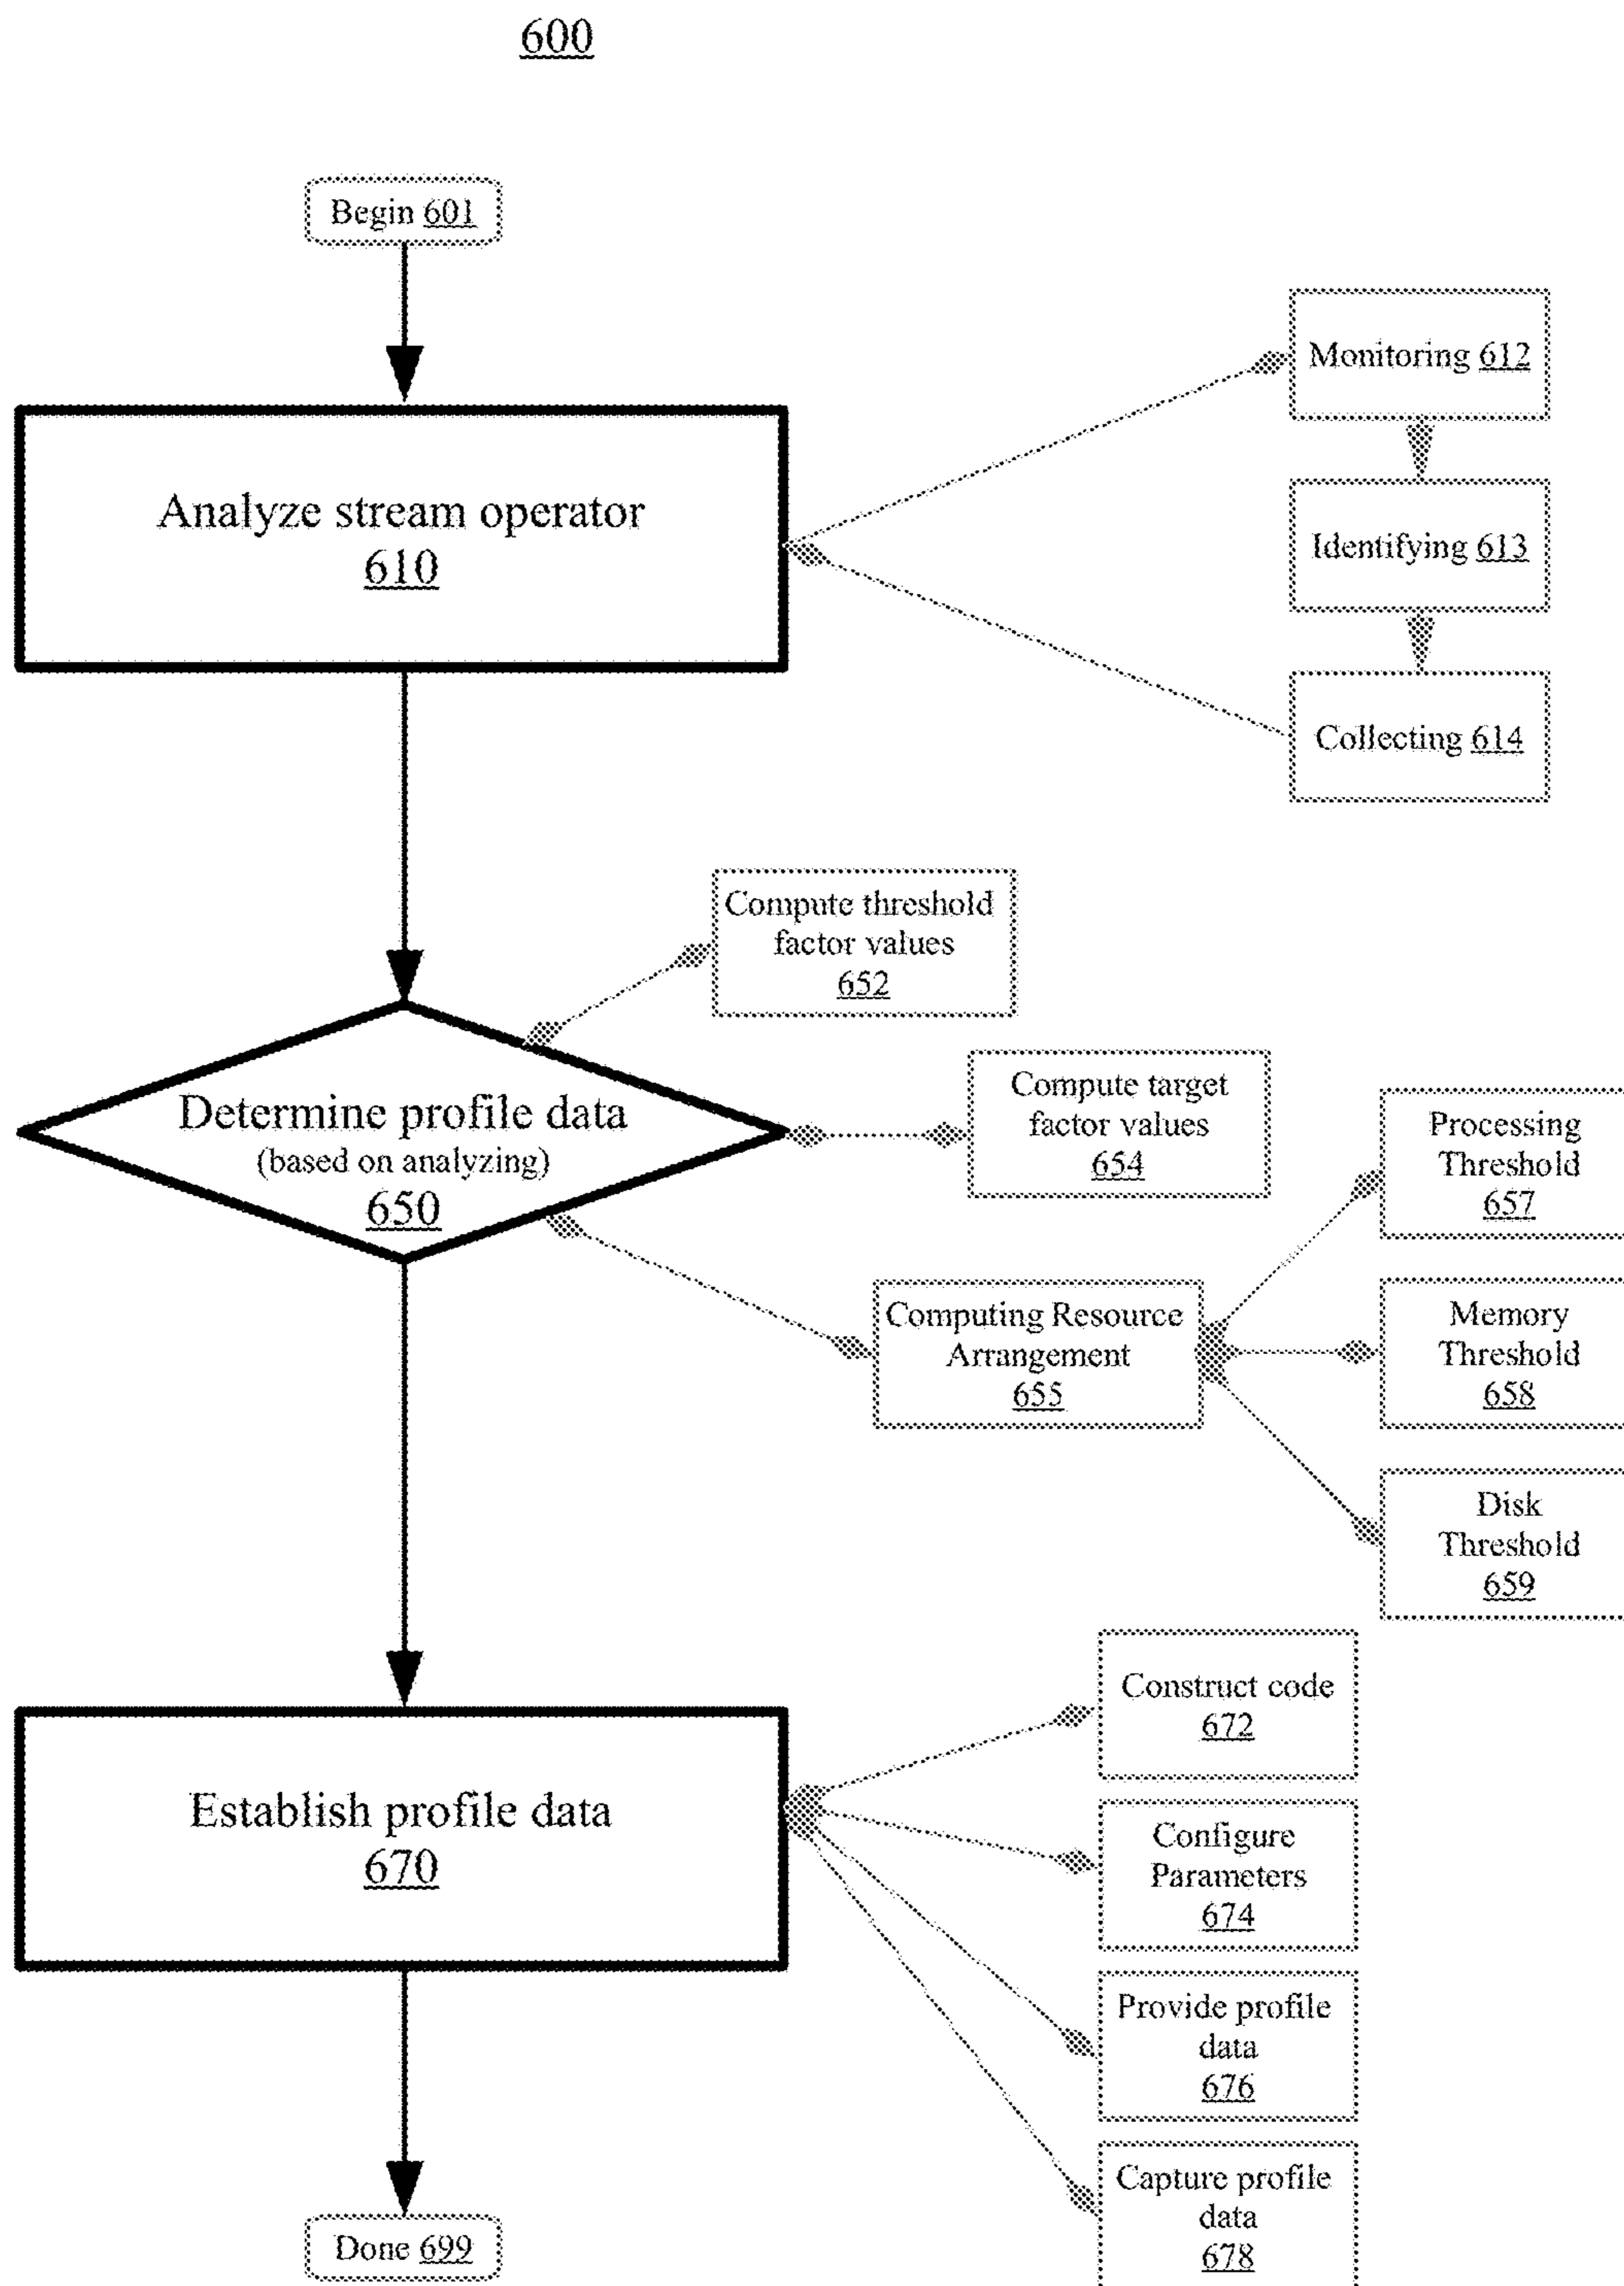 600
Begin 601
Monitoring 612
Analyze stream operator
610
Identifying 613
Collecting 614
Compute threshold
factor values
652
Compute target
factor values
654
Determine profile data
(based on analyzing)
650
Processing
Threshold
657
Computing Resource
Arrangement
655
Memory
Threshold
658
Disk
Threshold
659
Construct code
672
Establish profile data
670
Configure
Parameters
674
Provide profile
data
676
Capture profile
data
678
Done 699